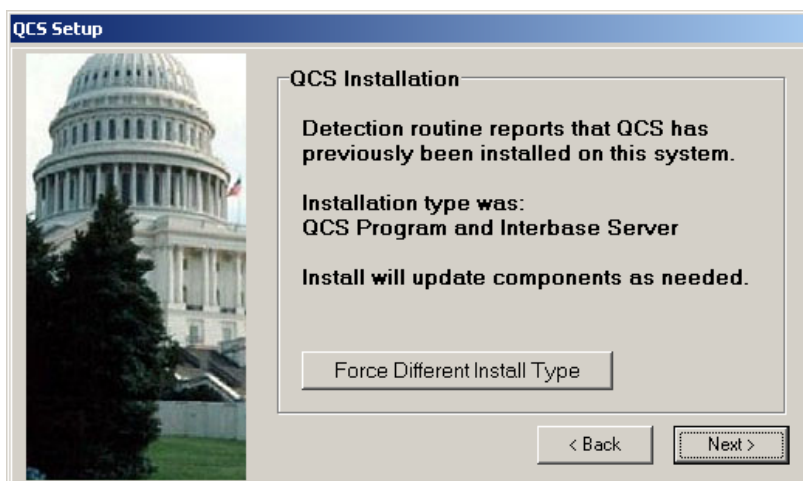 QCS Setup
QCS Installation
Detection routine reports that QCS has
previously been installed on this system.
Installation type was:
QCS Program and Interbase Server
Install will update components as needed.
Force Different Install Type
< Back
Next >